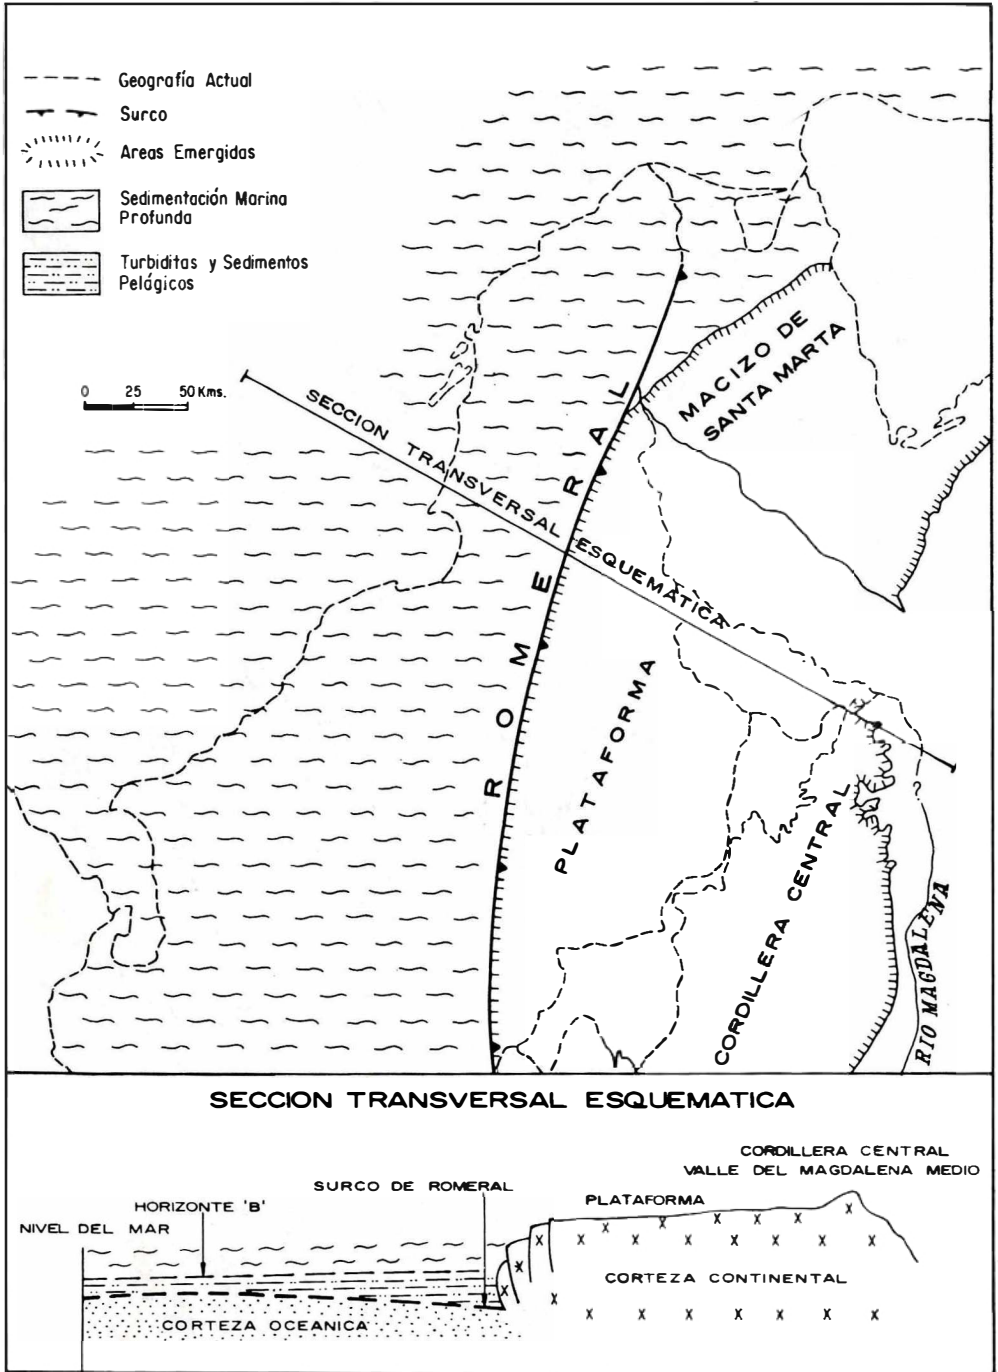 Geografía Actual
Surco
Areas Emergidas
Sedimentación Marina
Profunda
Turbiditas y Sedimentos
Pelágicos
0 25 50 Kms.
SECCION TRANSVERSAL ESQUEMATICA
ROMERAL
MACIZO DE
SANTA MARTA
PLATAFORMA
CORDILLERA CENTRAL
RIO MAGDALENA
?
SECCION TRANSVERSAL ESQUEMATICA
CORDILLERA CENTRAL
VALLE DEL MAGDALENA MEDIO
SURCO DE ROMERAL
PLATAFORMA
HORIZONTE 'B'
NIVEL DEL MAR
CORTEZA CONTINENTAL
CORTEZA OCEANICA